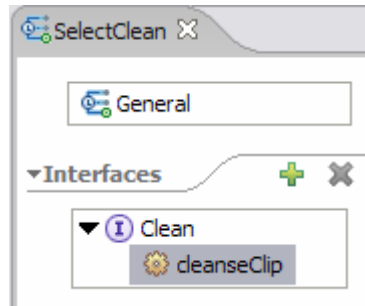 SelectClean
General
Interfaces
I Clean
cleanseClip